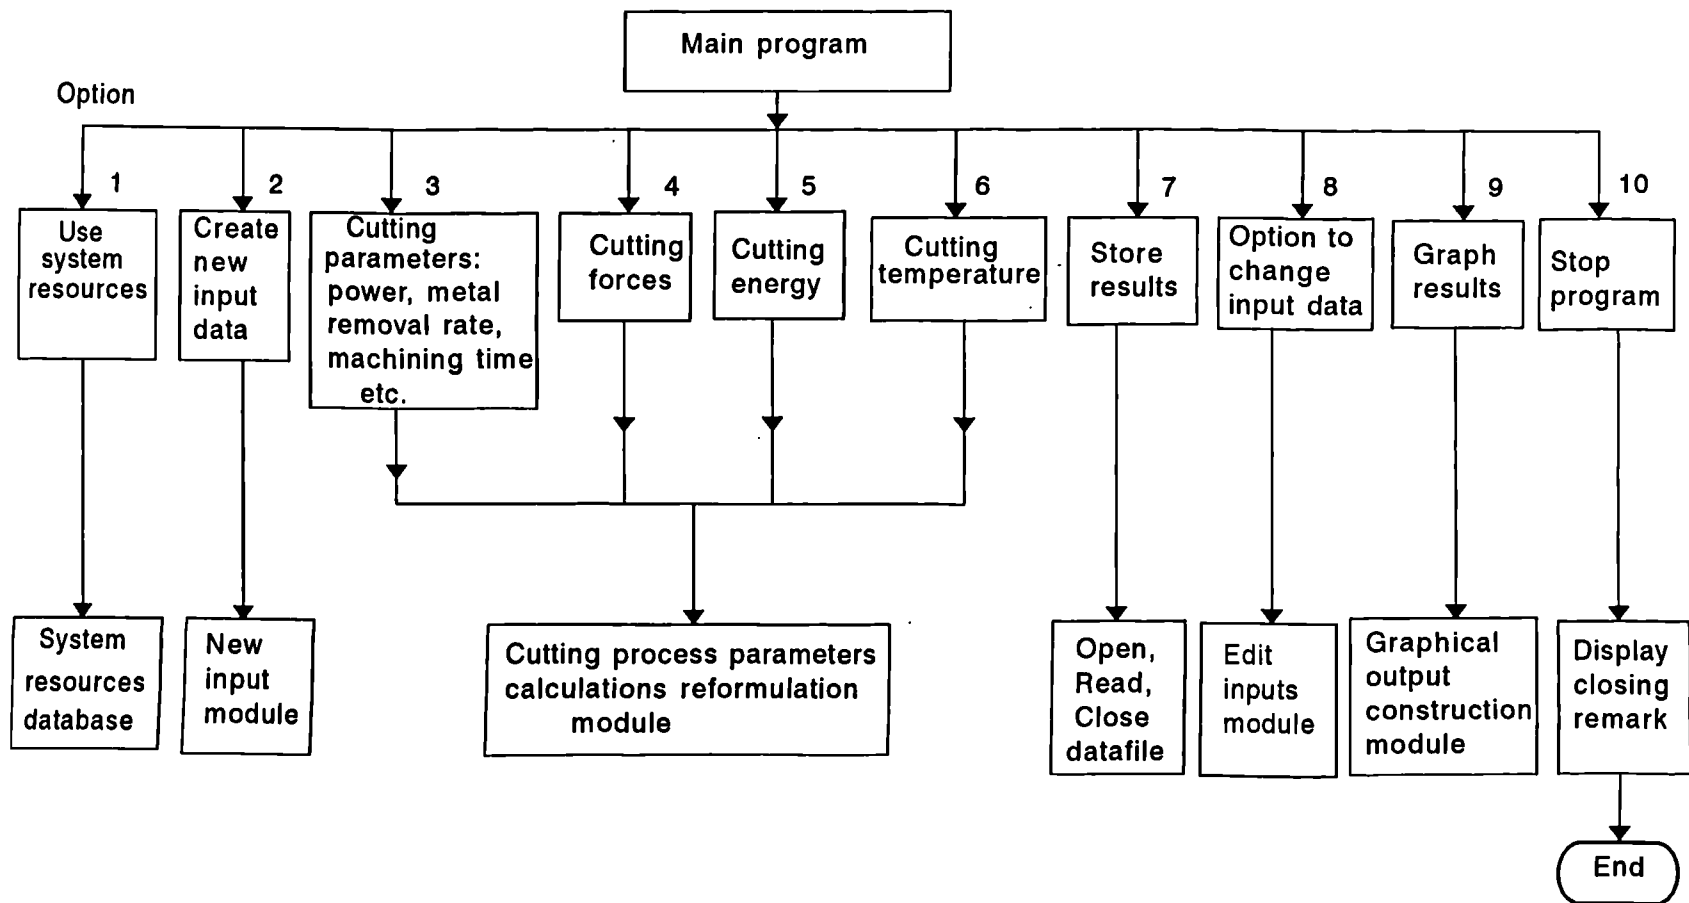 Main program
Option
1
2
3
4
5
6
7
8
9
10
Use
system
resources
Create
new
input
data
Cutting
parameters:
power, metal
removal rate,
machining time
etc.
Cutting
forces
Cutting
energy
Cutting
temperature
Store
results
Option to
change
input data
Graph
results
Stop
program
System
resources
database
New
input
module
Cutting process parameters
calculations reformulation
module
Open,
Read,
Close
datafile
Edit
inputs
module
Graphical
output
construction
module
Display
closing
remark
End